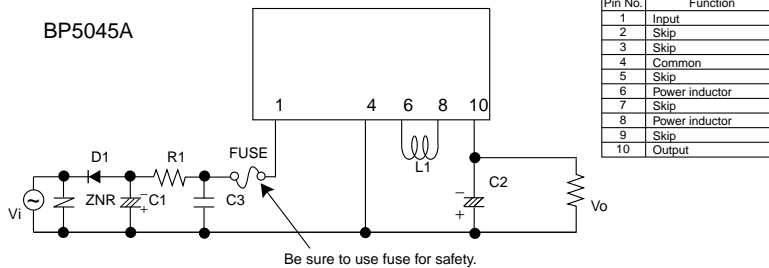 BP5045A
1 4 6 8 10
L1
D1 R1 FUSE
Vi ~ ZNR − + C1 C3
− + C2
Vo
Be sure to use fuse for safety.
Pin No. Function
1 Input
2 Skip
3 Skip
4 Common
5 Skip
6 Power inductor
7 Skip
8 Power inductor
9 Skip
10 Output